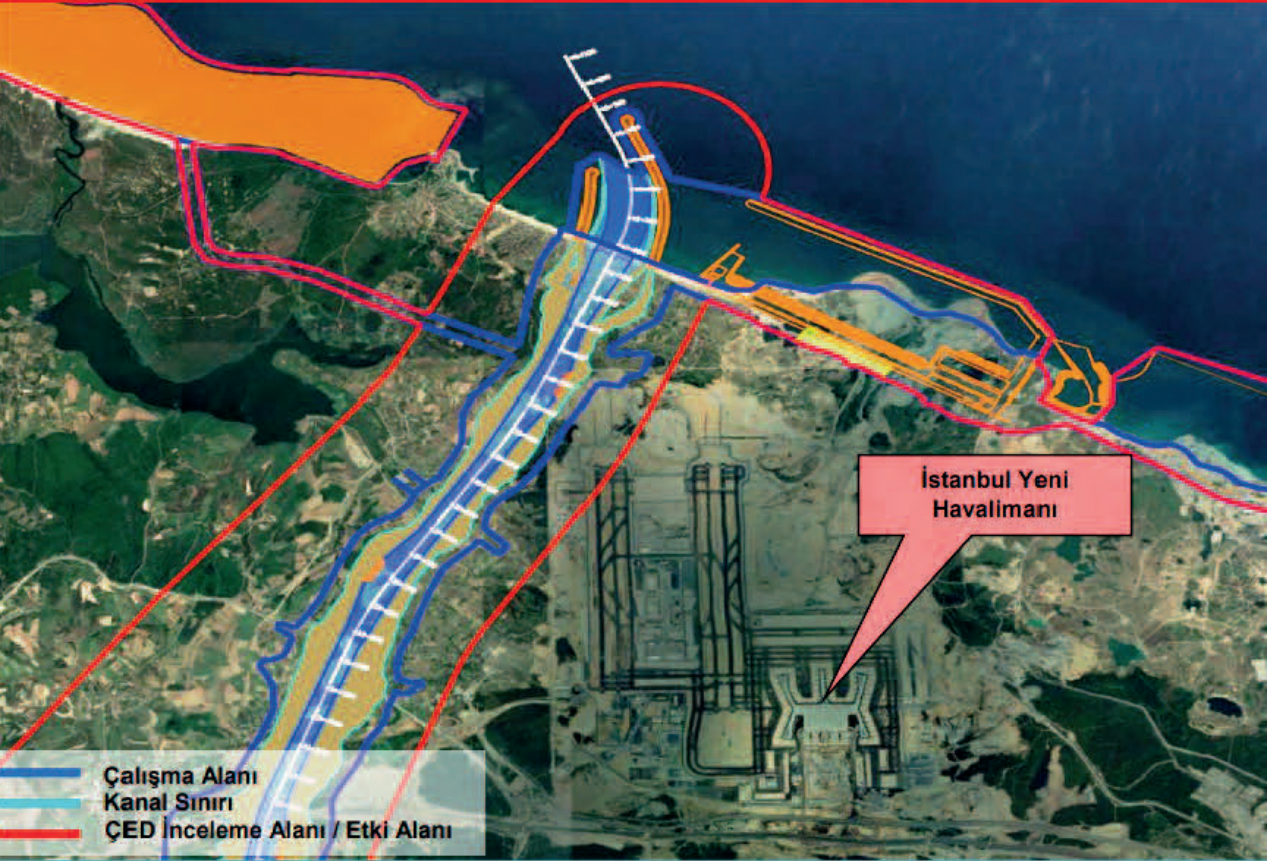 İstanbul Yeni
Havalimanı
Çalışma Alanı
Kanal Sınırı
ÇED İnceleme Alanı / Etki Alanı